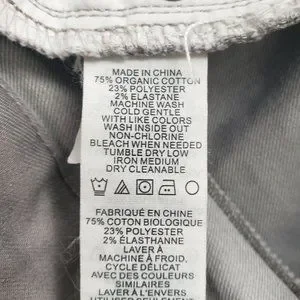 MADE IN CHINA
75% ORGANIC COTTON
23% POLYESTER
2% ELASTANE
MACHINE WASH
COLD GENTLE
WITH LIKE COLORS
WASH INSIDE OUT
NON-CHLORINE
BLEACH WHEN NEEDED
TUMBLE DRY LOW
IRON MEDIUM
DRY CLEANABLE
FABRIQUÉ EN CHINE
75% COTON BIOLOGIQUE
23% POLYESTER
2% ÉLASTHANNE
LAVER À
MACHINE À FROID,
CYCLE DÉLICAT
AVEC DES COULEURS
SIMILAIRES
LAVER À L'ENVERS
UTILISER SEULEMENT